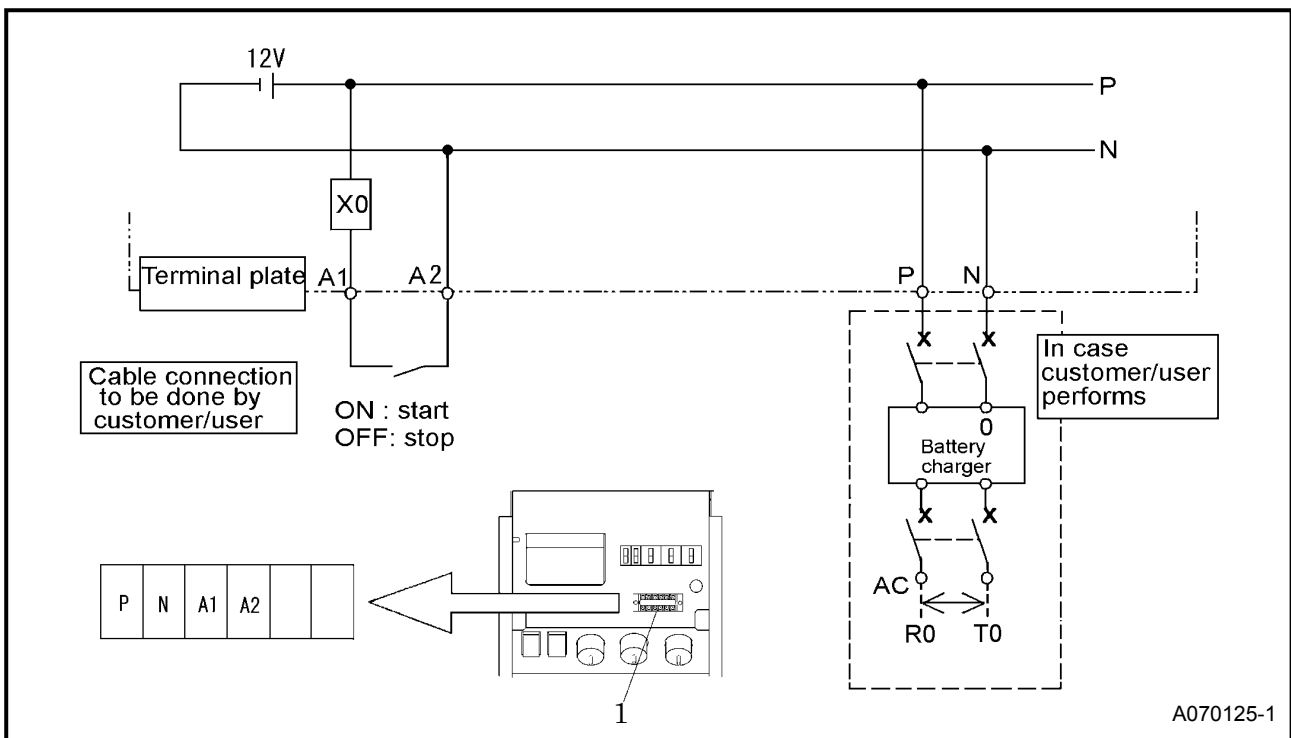 12V
P
N
X0
Terminal plate
A1
A2
P
N
Cable connection
to be done by
customer/user
ON : start
OFF: stop
In case
customer/user
performs
0
Battery
charger
AC
R0
T0
P N A1 A2
1
A070125-1